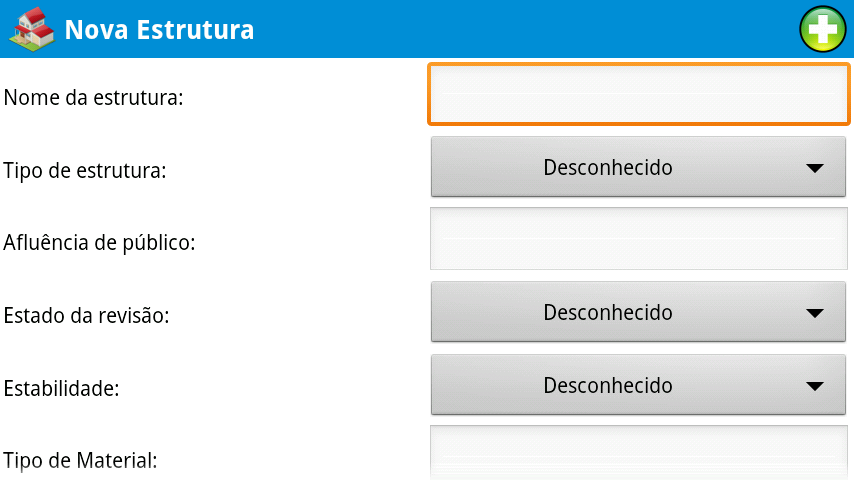 Nova Estrutura
Nome da estrutura:
Tipo de estrutura: Desconhecido
Afluência de público:
Estado da revisão: Desconhecido
Estabilidade: Desconhecido
Tipo de Material: